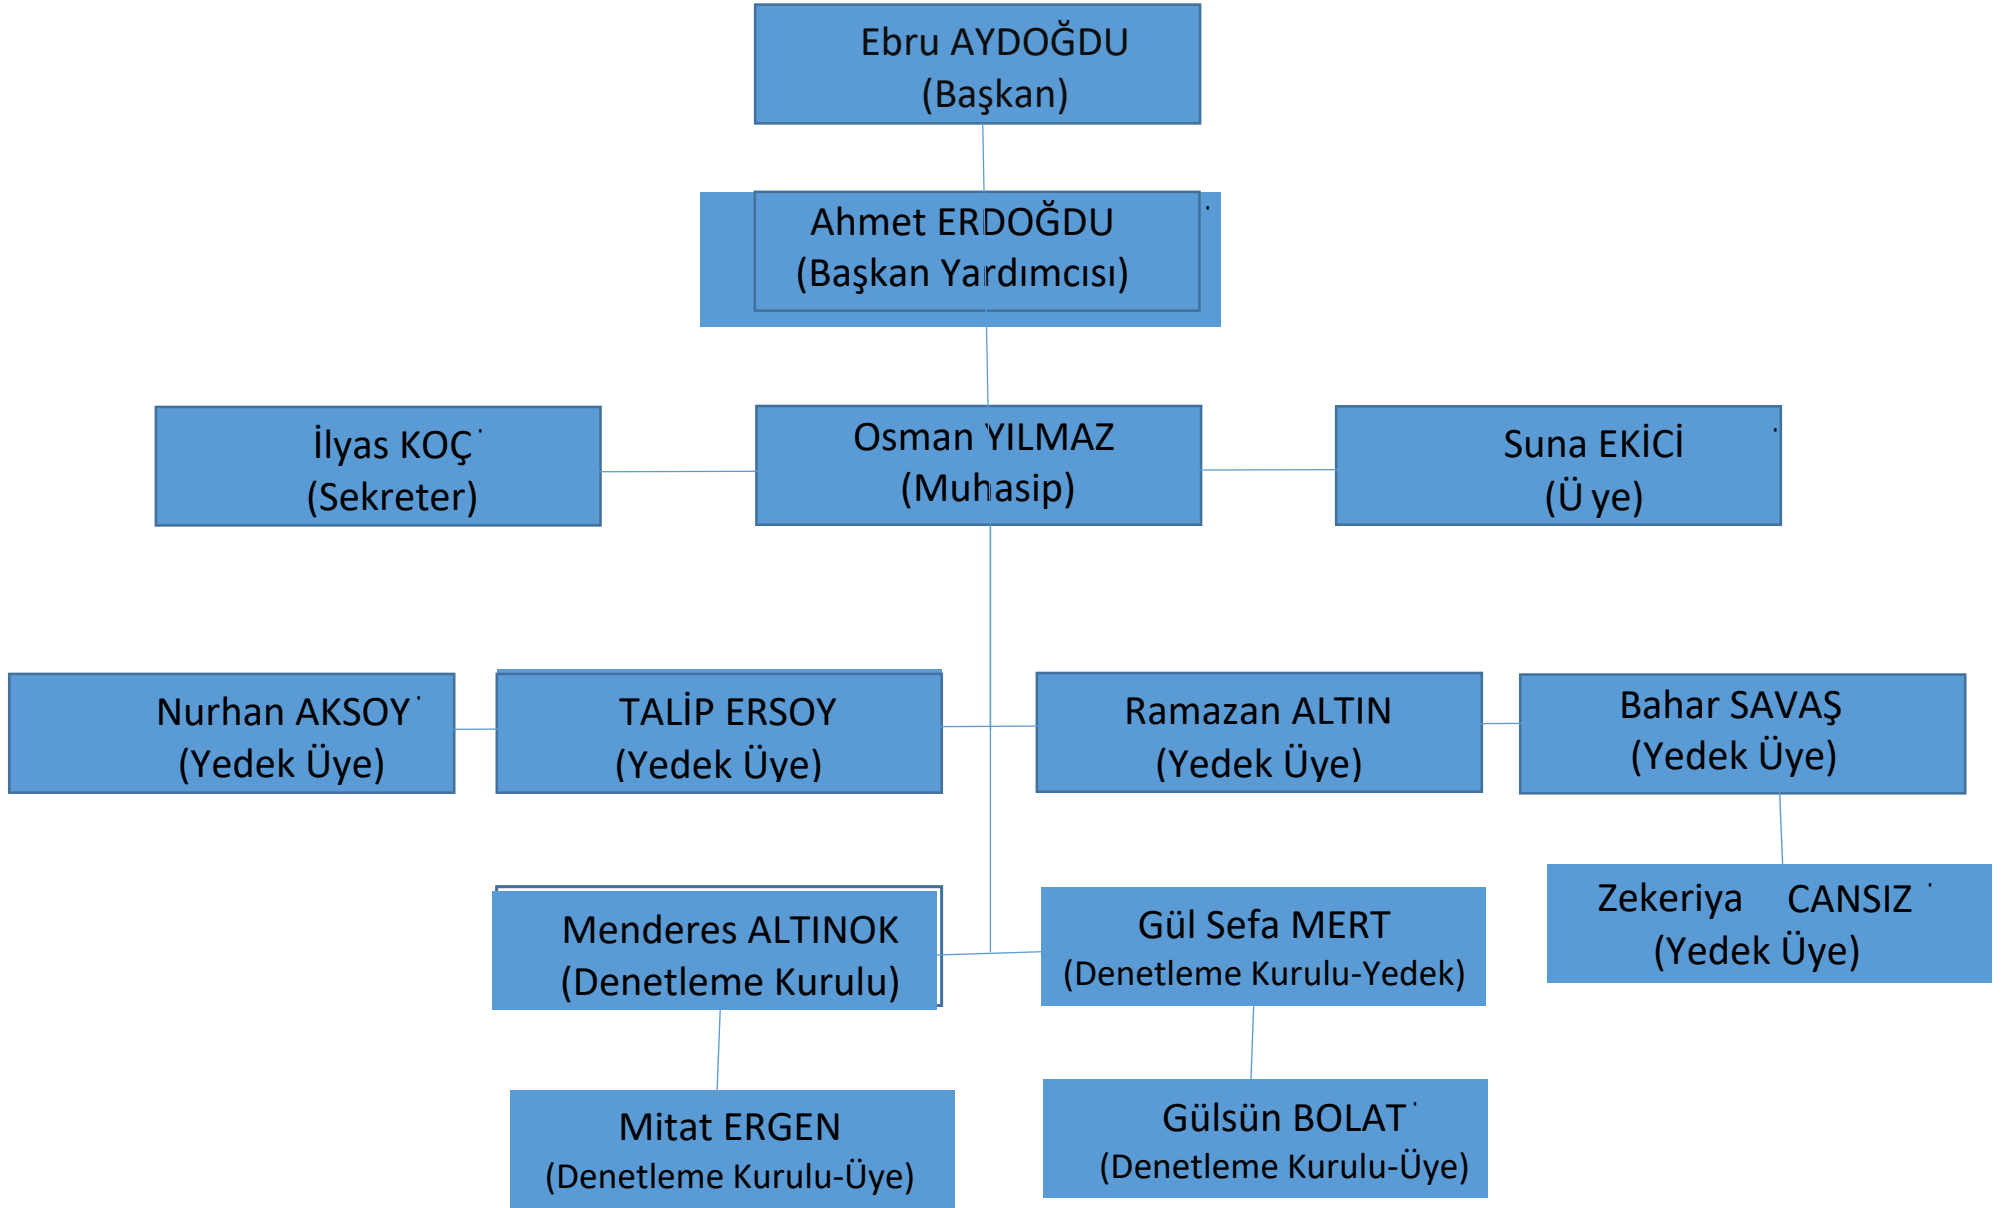 Ebru AYDOĞDU
(Başkan)
Ahmet ERDOĞDU
(Başkan Yardımcısı)
İlyas KOÇ
(Sekreter)
Osman YILMAZ
(Muhasip)
Suna EKİCİ
(Ü ye)
Nurhan AKSOY
(Yedek Üye)
TALİP ERSOY
(Yedek Üye)
Ramazan ALTIN
(Yedek Üye)
Bahar SAVAŞ
(Yedek Üye)
Menderes ALTINOK
(Denetleme Kurulu)
Gül Sefa MERT
(Denetleme Kurulu-Yedek)
Zekeriya CANSIZ
(Yedek Üye)
Mitat ERGEN
(Denetleme Kurulu-Üye)
Gülsün BOLAT
(Denetleme Kurulu-Üye)